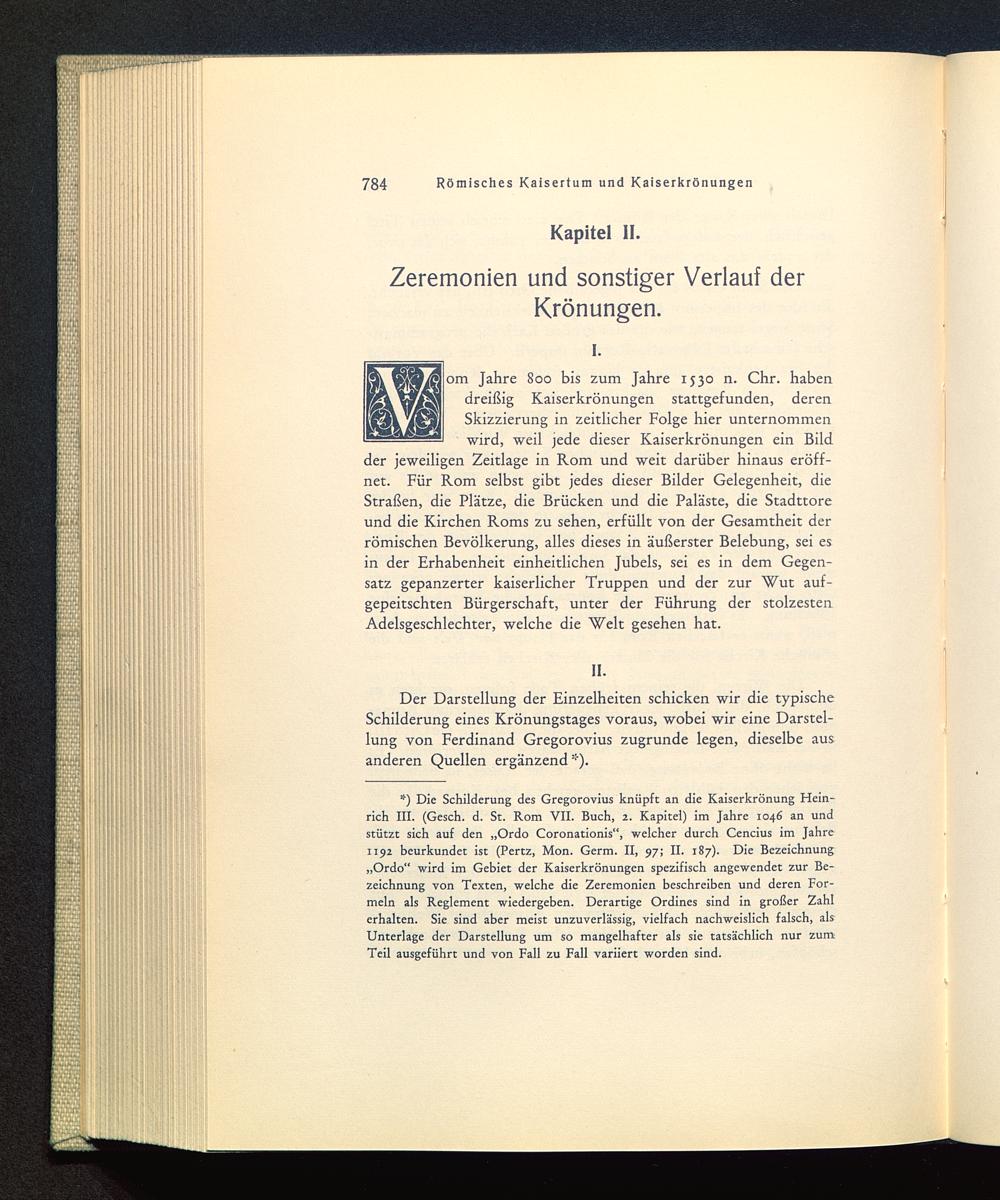 784 Römisches Kaisertum und Kaiserkrönungen
Kapitel II.
Zeremonien und sonstiger Verlauf der
Krönungen.
I.
Vom Jahre 800 bis zum Jahre 1530 n. Chr. haben
dreißig Kaiserkrönungen stattgefunden, deren
Skizzierung in zeitlicher Folge hier unternommen
wird, weil jede dieser Kaiserkrönungen ein Bild
der jeweiligen Zeitlage in Rom und weit darüber hinaus eröff-
net. Für Rom selbst gibt jedes dieser Bilder Gelegenheit, die
Straßen, die Plätze, die Brücken und die Paläste, die Stadttore
und die Kirchen Roms zu sehen, erfüllt von der Gesamtheit der
römischen Bevölkerung, alles dieses in äußerster Belebung, sei es
in der Erhabenheit einheitlichen Jubels, sei es in dem Gegen-
satz gepanzerter kaiserlicher Truppen und der zur Wut auf-
gepeitschten Bürgerschaft, unter der Führung der stolzesten
Adelsgeschlechter, welche die Welt gesehen hat.
II.
Der Darstellung der Einzelheiten schicken wir die typische
Schilderung eines Krönungstages voraus, wobei wir eine Darstel-
lung von Ferdinand Gregorovius zugrunde legen, dieselbe aus
anderen Quellen ergänzend*).
*) Die Schilderung des Gregorovius knüpft an die Kaiserkrönung Hein-
rich III. (Gesch. d. St. Rom VII. Buch, 2. Kapitel) im Jahre 1046 an und
stützt sich auf den „Ordo Coronationis“, welcher durch Cencius im Jahre
1192 beurkundet ist (Pertz, Mon. Germ. II, 97; II. 187). Die Bezeichnung
„Ordo“ wird im Gebiet der Kaiserkrönungen spezifisch angewendet zur Be-
zeichnung von Texten, welche die Zeremonien beschreiben und deren For-
meln als Reglement wiedergeben. Derartige Ordines sind in großer Zahl
erhalten. Sie sind aber meist unzuverlässig, vielfach nachweislich falsch, als
Unterlage der Darstellung um so mangelhafter als sie tatsächlich nur zum
Teil ausgeführt und von Fall zu Fall variiert worden sind.